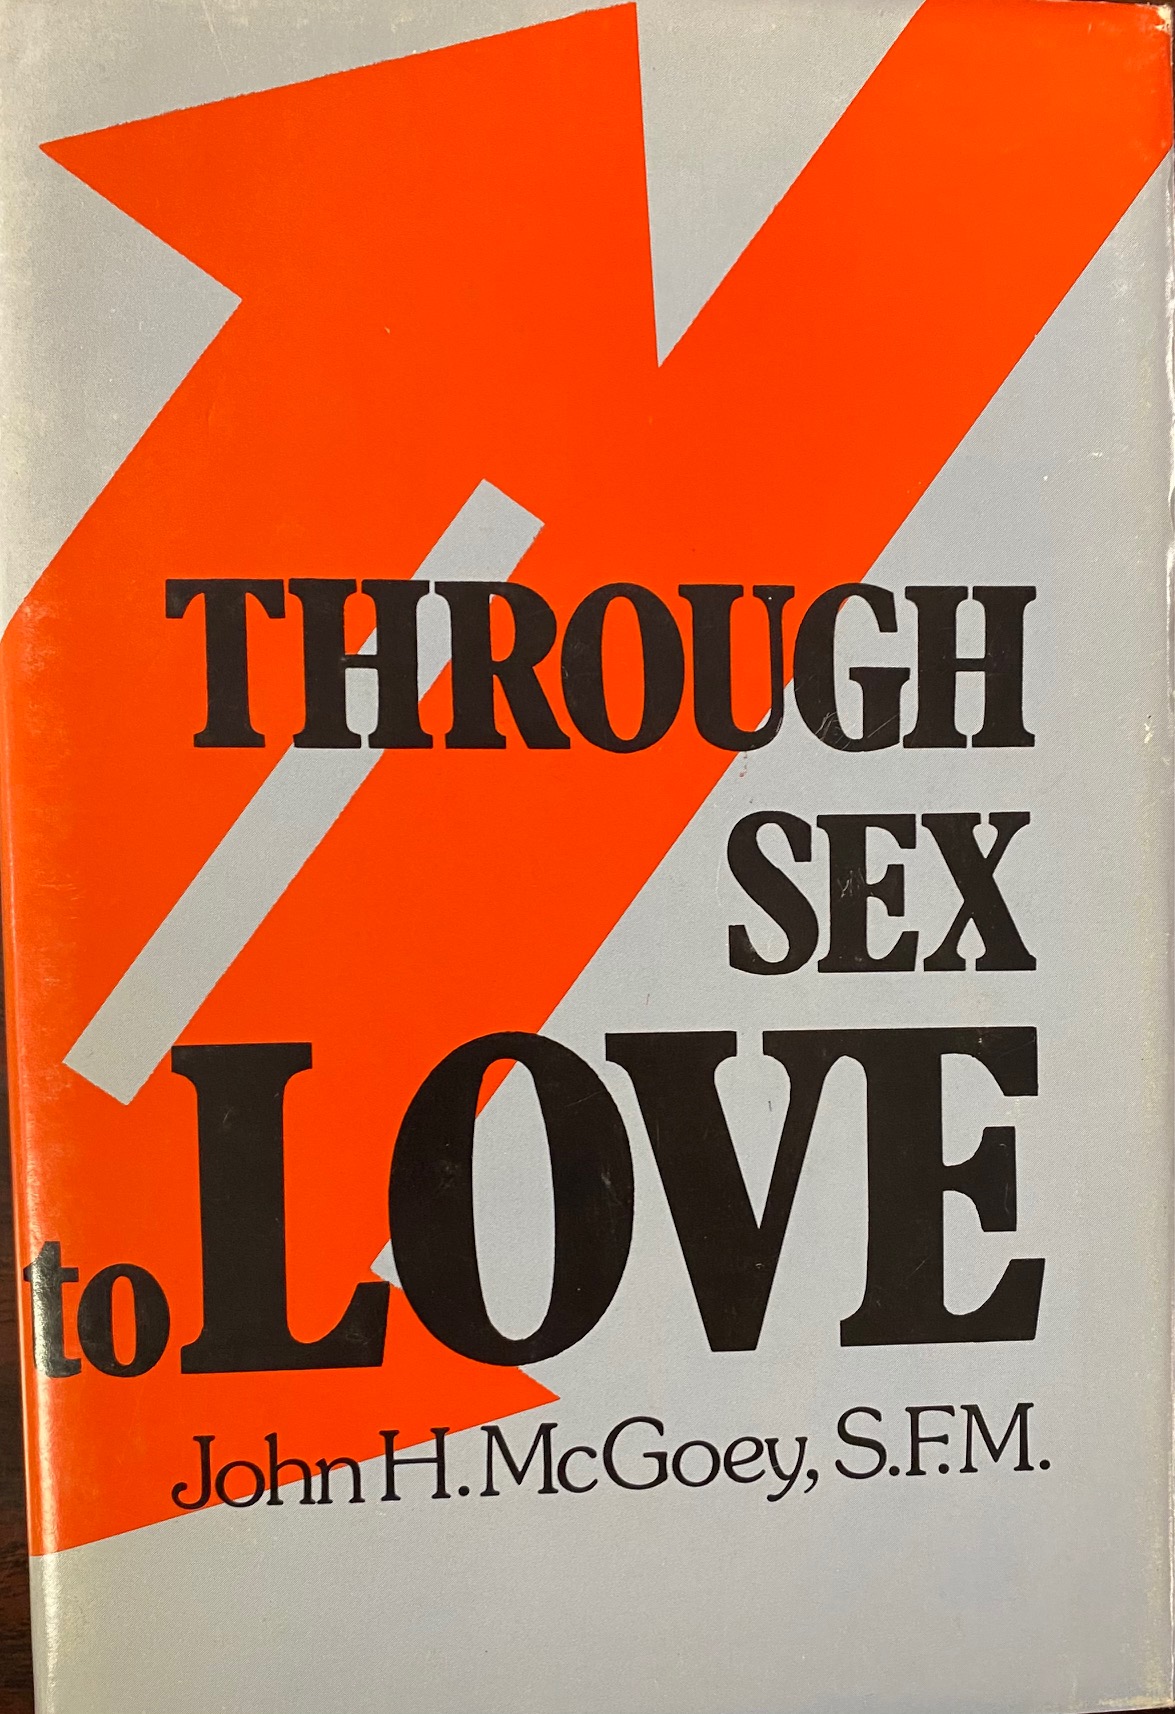 THROUGH
SEX
to LOVE
John H. McGoey, S.F.M.